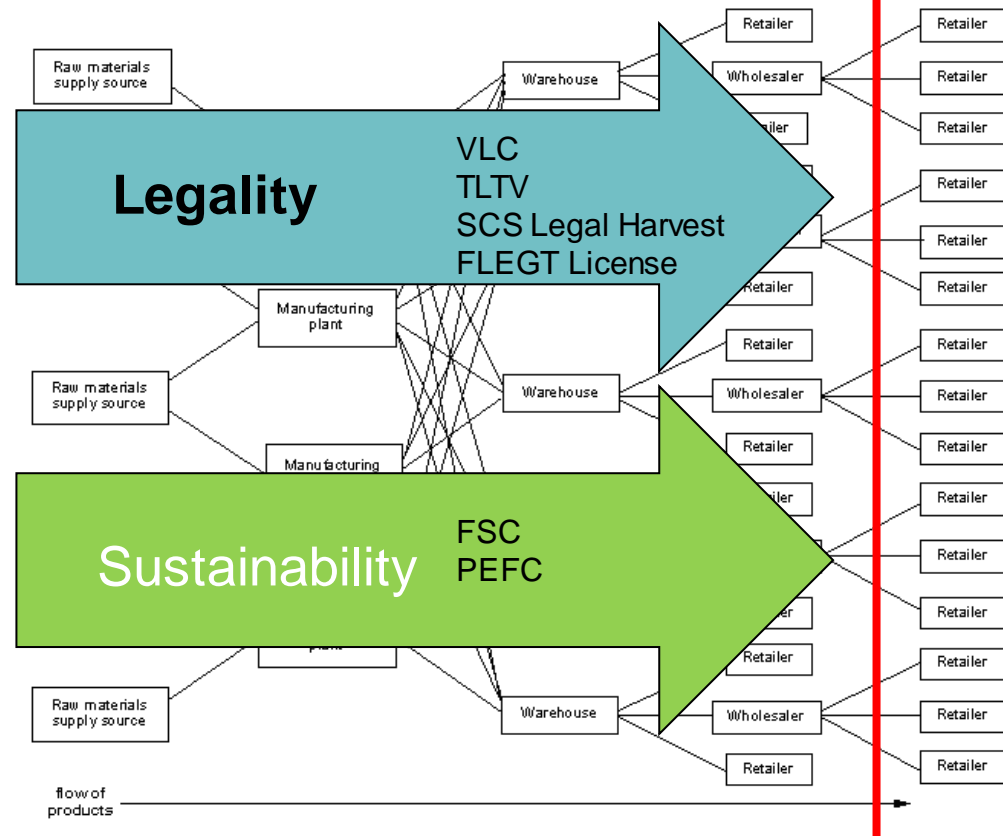 Retailer
Retailer
Raw materials
supply source
Warehouse
Wholesaler
Retailer
Retailer
Legality
VLC
TLTV
SCS Legal Harvest
FLEGT License
Retailer
Retailer
Retailer
Retailer
Manufacturing
plant
Retailer
Retailer
Raw materials
supply source
Warehouse
Wholesaler
Retailer
Retailer
Retailer
Manufacturing
Retailer
Sustainability
FSC
PEFC
Retailer
Retailer
Retailer
Retailer
Raw materials
supply source
Warehouse
Wholesaler
Retailer
Retailer
Retailer
flow of
products